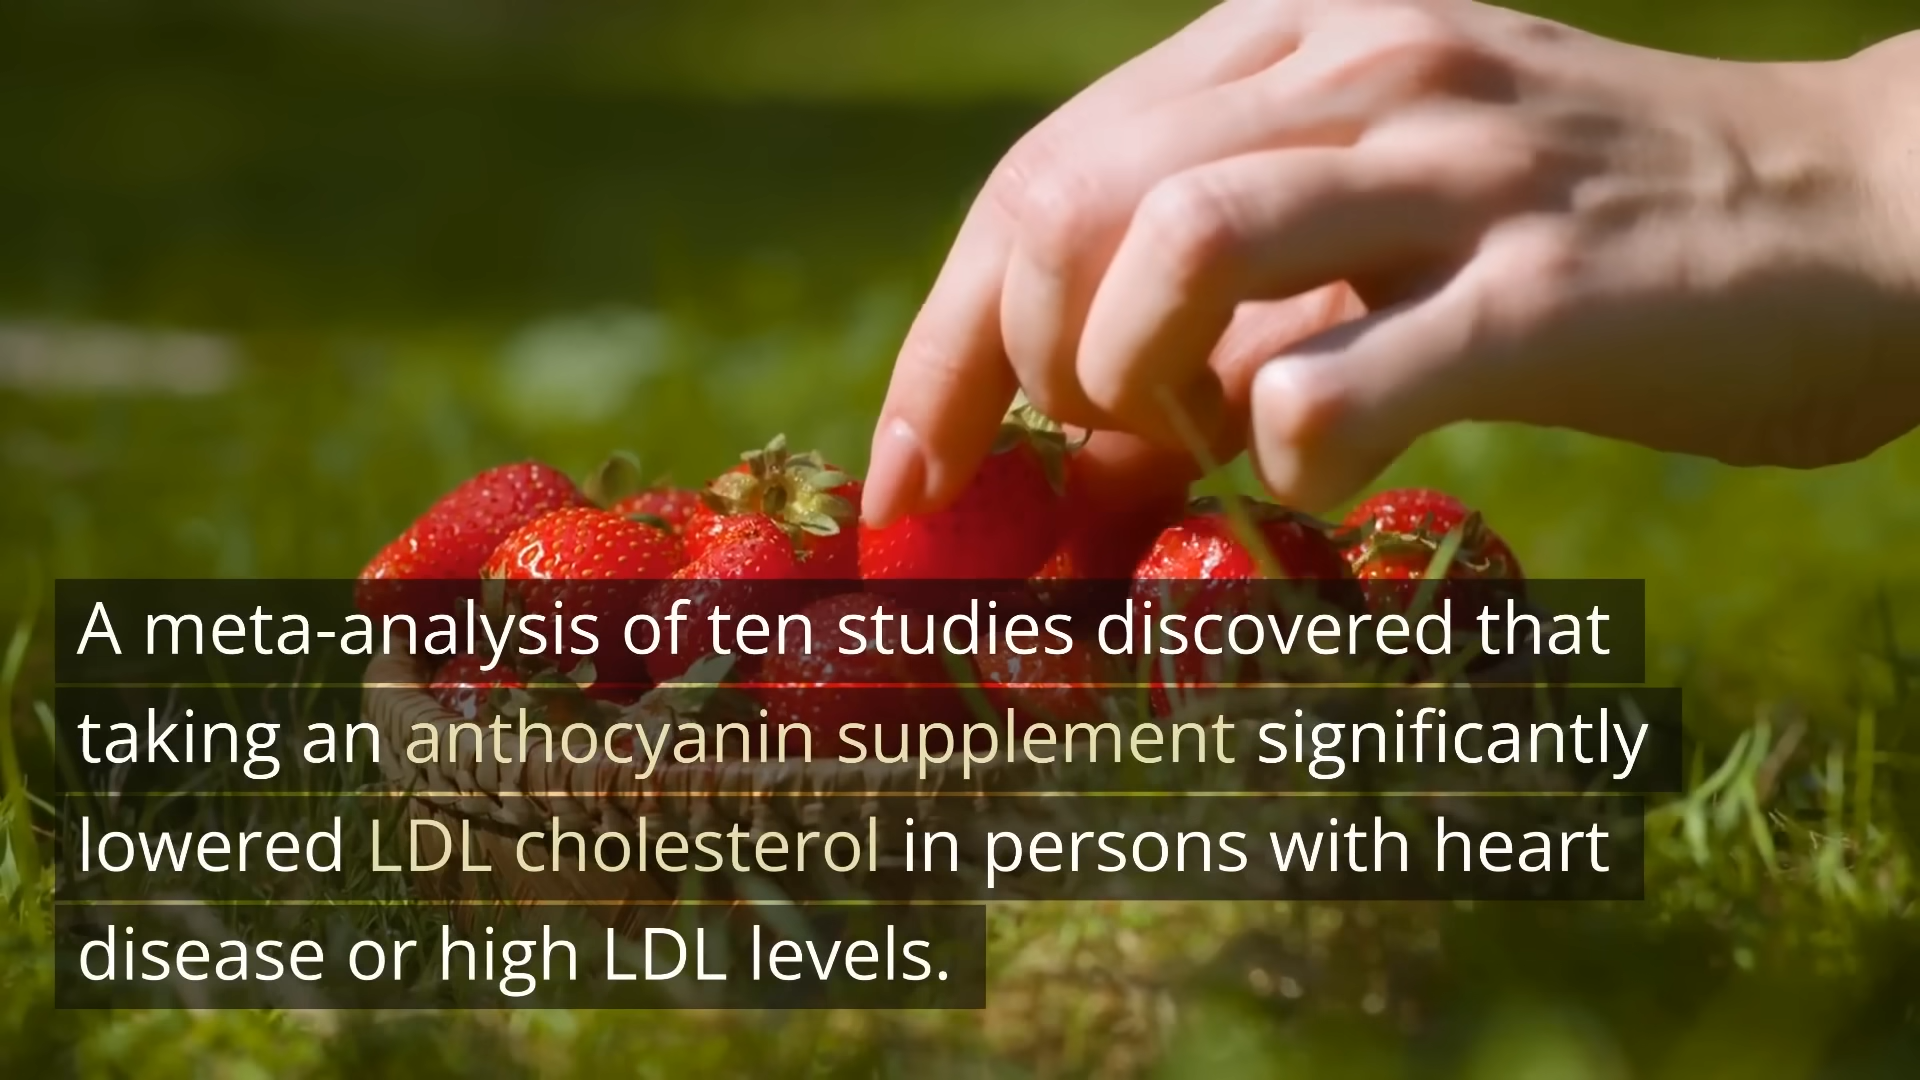 A meta-analysis of ten studies discovered that
taking an anthocyanin supplement significantly
lowered LDL cholesterol in persons with heart
disease or high LDL levels.